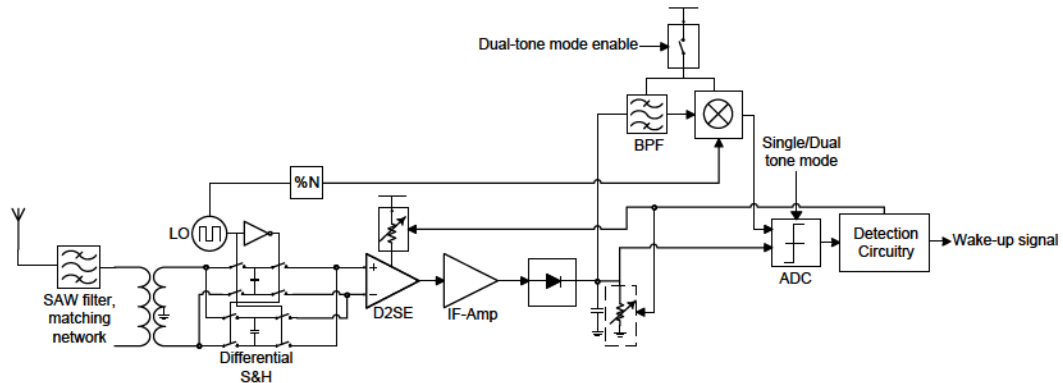 Dual-tone mode enable
BPF
Single/Dual
tone mode
%N
LO
SAW filter,
matching
network
Differential
S&H
+
−
D2SE
IF-Amp
ADC
Detection
Circuitry
Wake-up signal